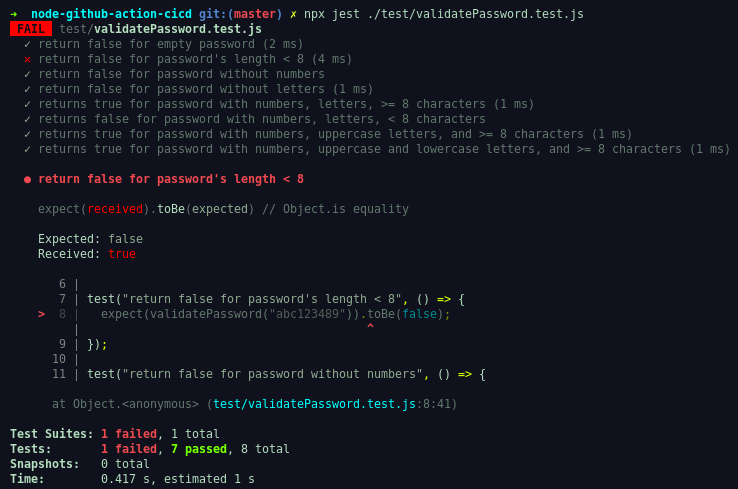 ➜  node-github-action-cicd git:(master) ✗ npx jest ./test/validatePassword.test.js
 FAIL  test/validatePassword.test.js
  ✓ return false for empty password (2 ms)
  ✕ return false for password's length < 8 (4 ms)
  ✓ return false for password without numbers
  ✓ return false for password without letters (1 ms)
  ✓ returns true for password with numbers, letters, >= 8 characters (1 ms)
  ✓ returns false for password with numbers, letters, < 8 characters
  ✓ returns true for password with numbers, uppercase letters, and >= 8 characters (1 ms)
  ✓ returns true for password with numbers, uppercase and lowercase letters, and >= 8 characters (1 ms)
  ● return false for password's length < 8
    expect(received).toBe(expected) // Object.is equality
    Expected: false
    Received: true
       6 |
       7 | test("return false for password's length < 8", () => {
    >  8 |   expect(validatePassword("abc123489")).toBe(false);
         |                                         ^
       9 | });
      10 |
      11 | test("return false for password without numbers", () => {
      at Object.<anonymous> (test/validatePassword.test.js:8:41)
Test Suites: 1 failed, 1 total
Tests:       1 failed, 7 passed, 8 total
Snapshots:   0 total
Time:        0.417 s, estimated 1 s